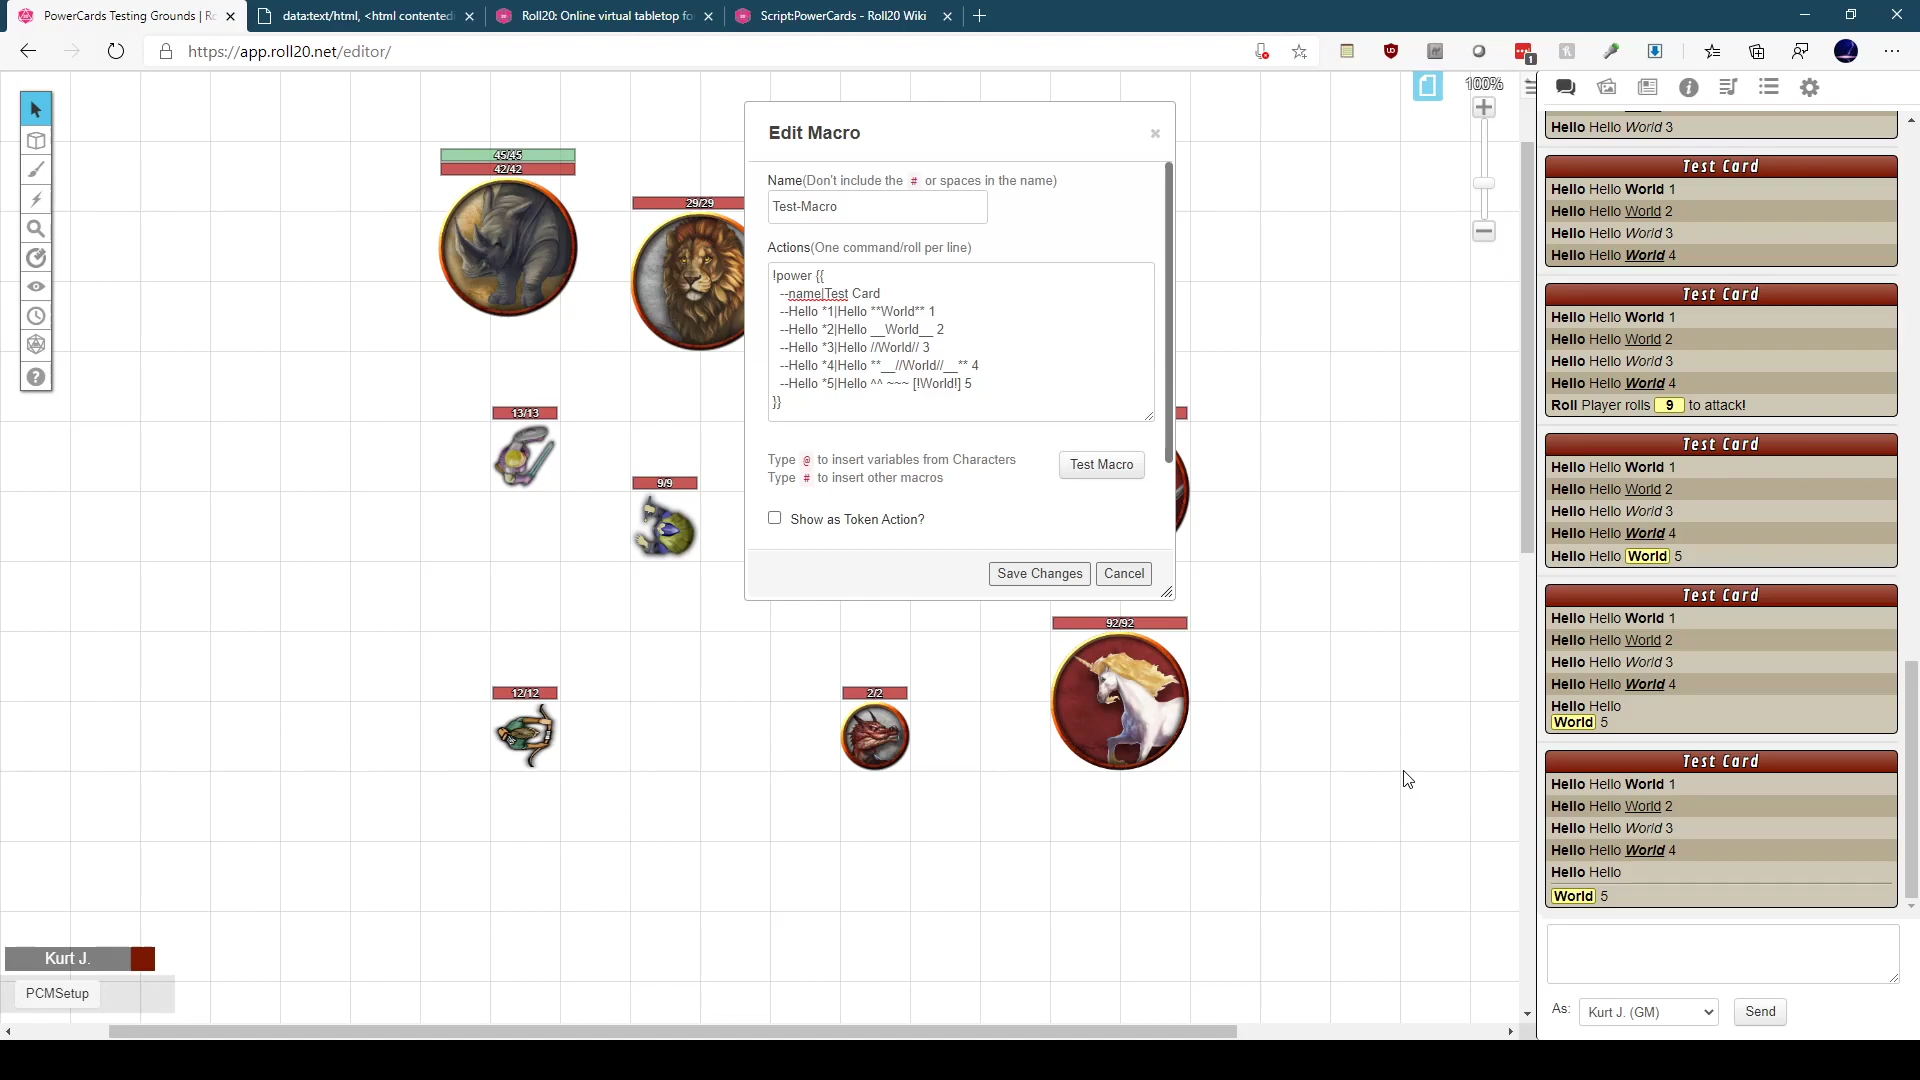 PowerCards Testing Grounds | Ro
data:text/html, <html contentedi
Roll20: Online virtual tabletop fo
Script:PowerCards - Roll20 Wiki
https://app.roll20.net/editor/
1
100%
45/45
42/42
29/29
13/13
9/9
12/12
2/2
92/92
Kurt J.
PCMSetup
Edit Macro
Name(Don't include the # or spaces in the name)
Test-Macro
Actions(One command/roll per line)
!power {{
--name|Test Card
--Hello *1|Hello **World** 1
--Hello *2|Hello __World__ 2
--Hello *3|Hello //World// 3
--Hello *4|Hello **__//World//__** 4
--Hello *5|Hello ^^ ~~~ [!World!] 5
}}
Type @ to insert variables from Characters
Type # to insert other macros
Test Macro
Show as Token Action?
Save Changes
Cancel
Hello Hello World 3
Test Card
Hello Hello World 1
Hello Hello World 2
Hello Hello World 3
Hello Hello World 4
Test Card
Hello Hello World 1
Hello Hello World 2
Hello Hello World 3
Hello Hello World 4
Roll Player rolls 9 to attack!
Test Card
Hello Hello World 1
Hello Hello World 2
Hello Hello World 3
Hello Hello World 4
Hello Hello World 5
Test Card
Hello Hello World 1
Hello Hello World 2
Hello Hello World 3
Hello Hello World 4
Hello Hello
World 5
Test Card
Hello Hello World 1
Hello Hello World 2
Hello Hello World 3
Hello Hello World 4
Hello Hello
World 5
As: Kurt J. (GM)
Send